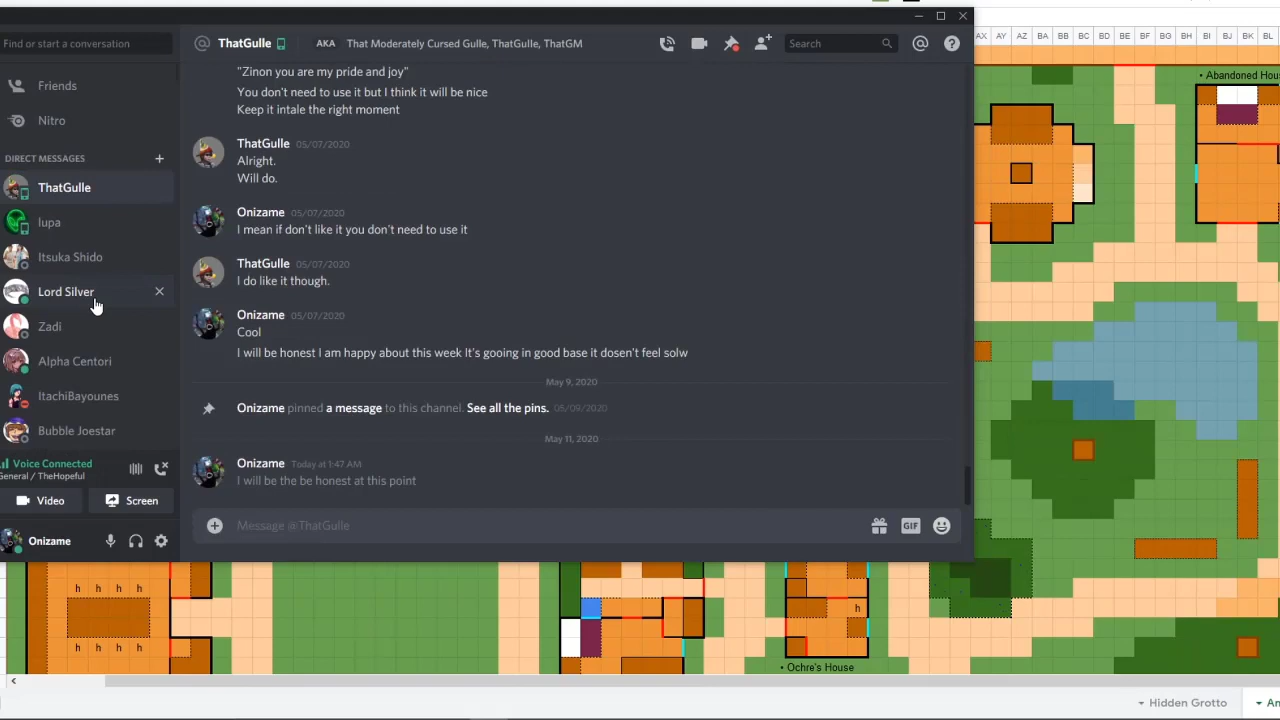 ThatGulle
AKA That Moderately Cursed Gulle, ThatGulle, ThatGM
Search
Find or start a conversation
Friends
Nitro
DIRECT MESSAGES
ThatGulle
lupa
Itsuka Shido
Lord Silver
Zadi
Alpha Centori
ItachiBayounes
Bubble Joestar
Voice Connected
General / TheHopeful
Video
Screen
Onizame
"Zinon you are my pride and joy"
You don't need to use it but I think it will be nice
Keep it intale the right moment
ThatGulle 05/07/2020
Alright.
Will do.
Onizame 05/07/2020
I mean if don't like it you don't need to use it
ThatGulle 05/07/2020
I do like it though.
Onizame 05/07/2020
Cool
I will be honest I am happy about this week It's gooing in good base it dosen't feel solw
May 9, 2020
Onizame pinned a message to this channel. See all the pins. 05/09/2020
May 11, 2020
Onizame Today at 1:47 AM
I will be the be honest at this point
Message @ThatGulle
GIF
AX AY AZ BA BB BC BD BE BF BG BH BI BJ BK BL
• Abandoned Hous
h h h h
h h h h
h
• Ochre's House
Hidden Grotto
An